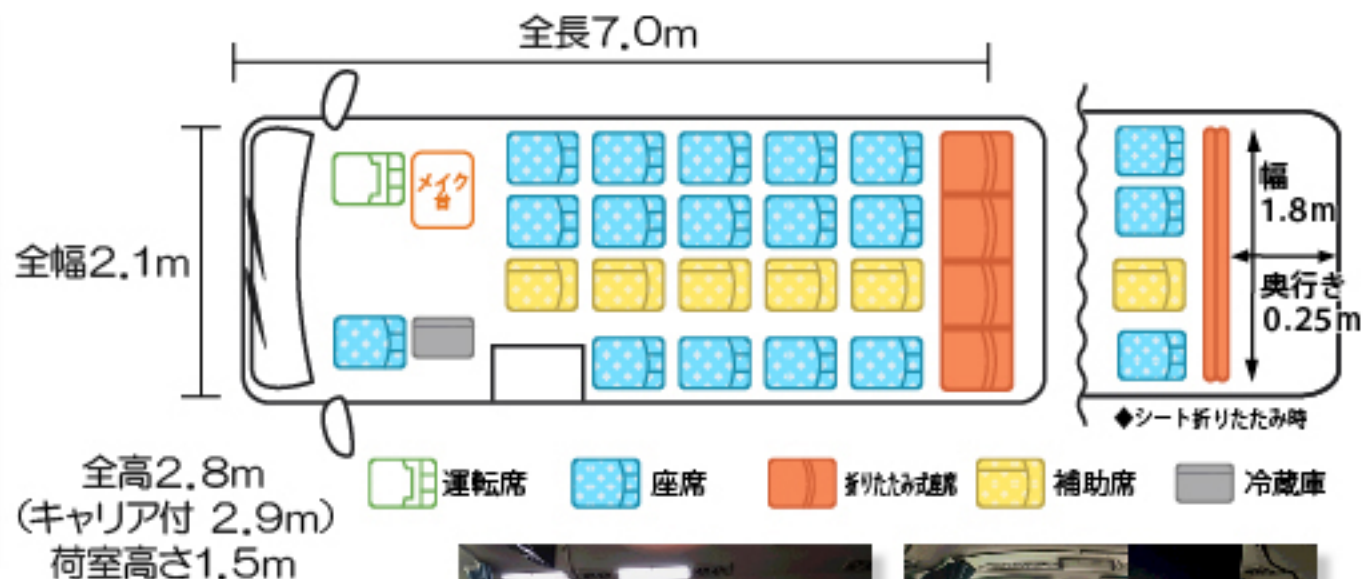 全長7.0m
メイク
台
全幅2.1m
幅
1.8m
奥行き
0.25m
◆シート折りたたみ時
全高2.8m
(キャリア付 2.9m)
荷室高さ1.5m
運転席
座席
折りたたみ式座席
補助席
冷蔵庫